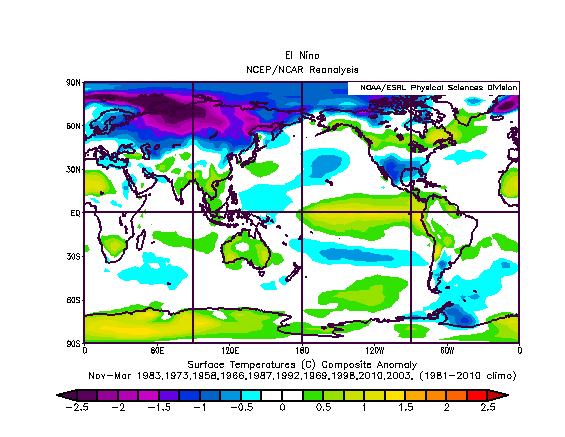 El Nino
NCEP/NCAR Reanalysis
NOAA/ESRL Physical Sciences Division
90N
60N
30N
EQ
30S
60S
90S
0 60E 120E 180 120W 60W 0
Surface Temperatures (C) Composite Anomaly
Nov-Mar 1983,1973,1958,1966,1987,1992,1969,1998,2010,2003, (1981-2010 climo)
-2.5 -2 -1.5 -1 -0.5 0 0.5 1 1.5 2 2.5